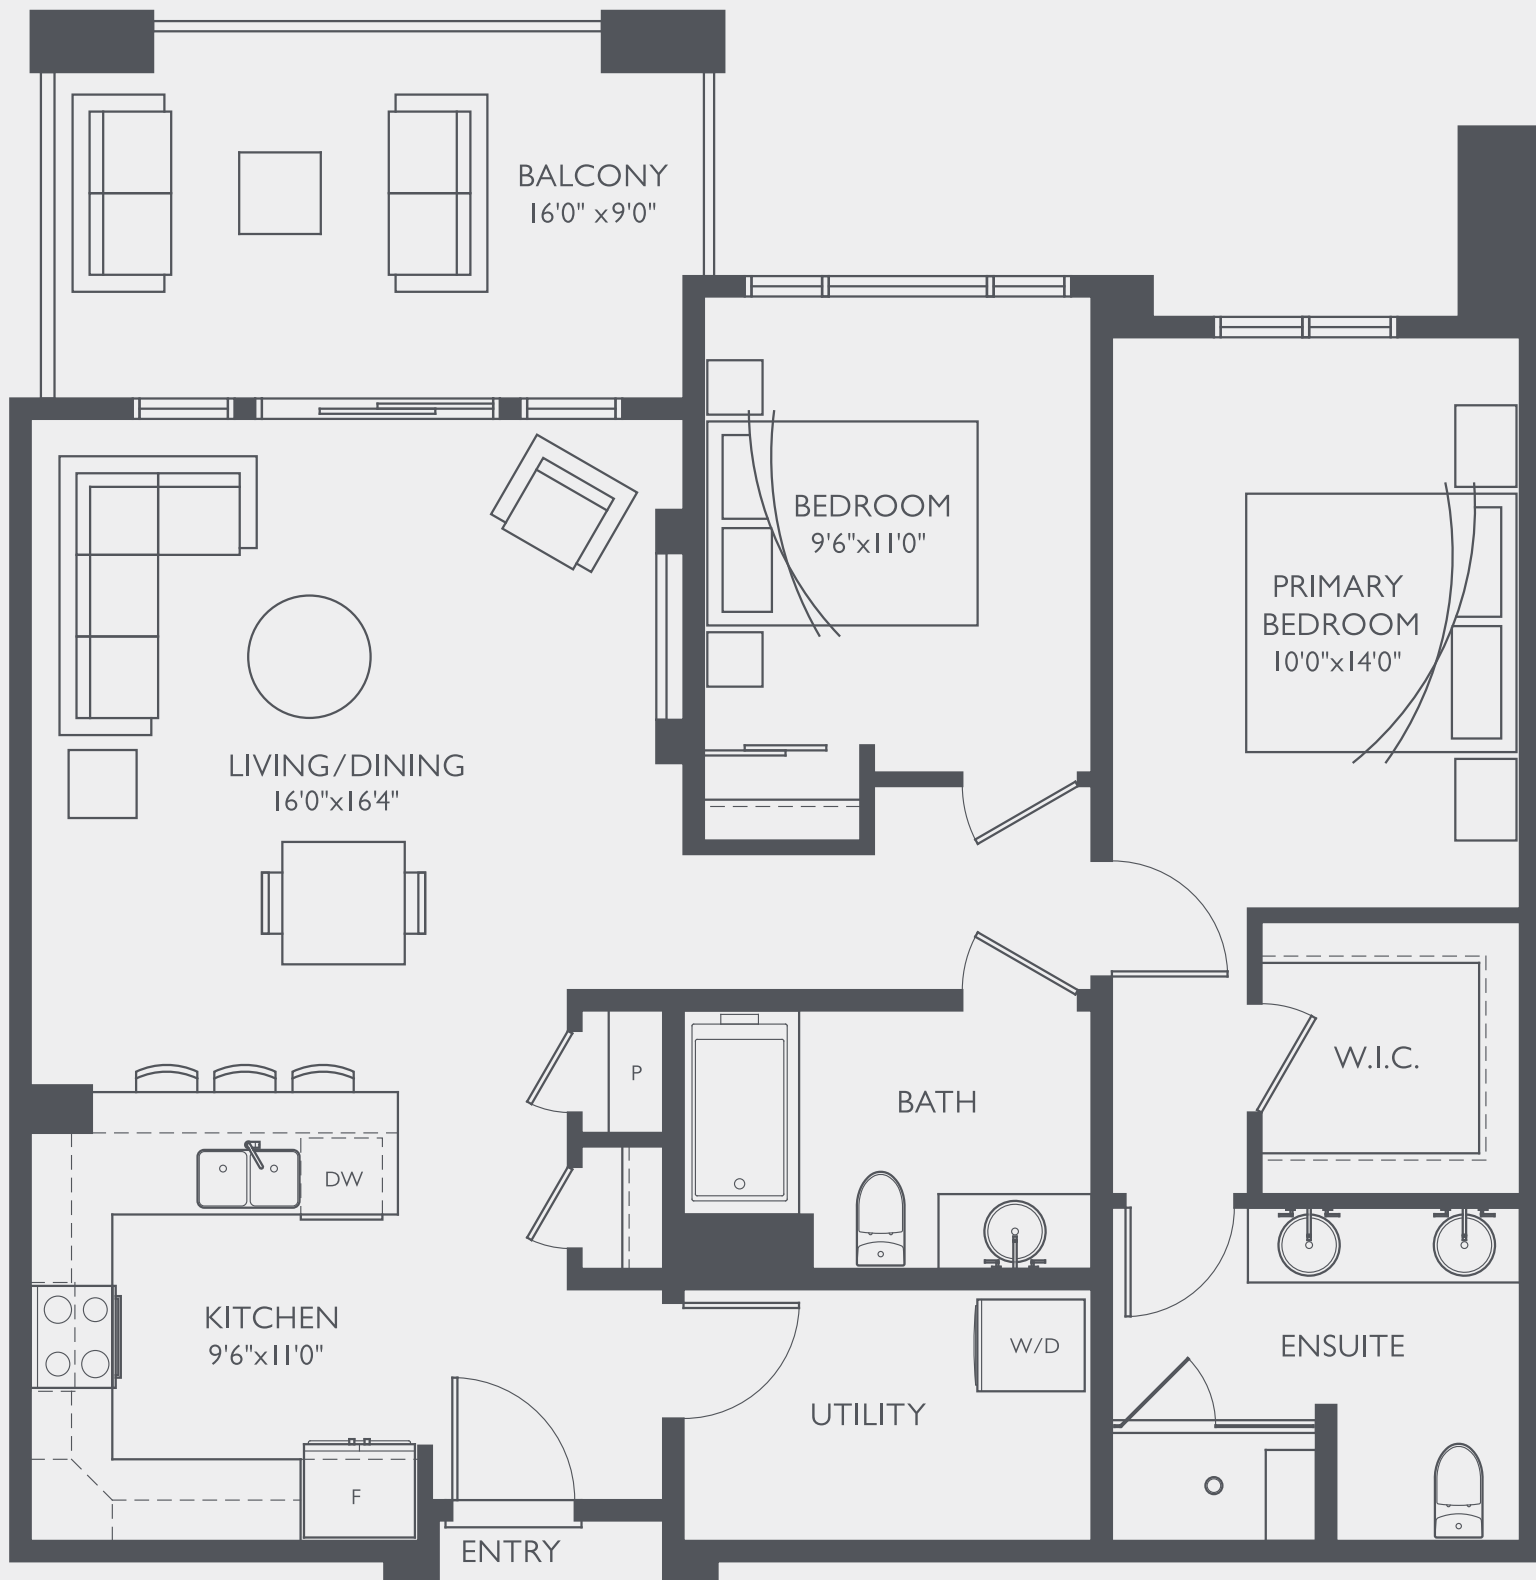 BALCONY
16'0" x 9'0"
BEDROOM
9'6"x11'0"
PRIMARY
BEDROOM
10'0"x14'0"
LIVING/DINING
16'0"x16'4"
W.I.C.
P
BATH
DW
KITCHEN
9'6"x11'0"
W/D
ENSUITE
UTILITY
F
ENTRY